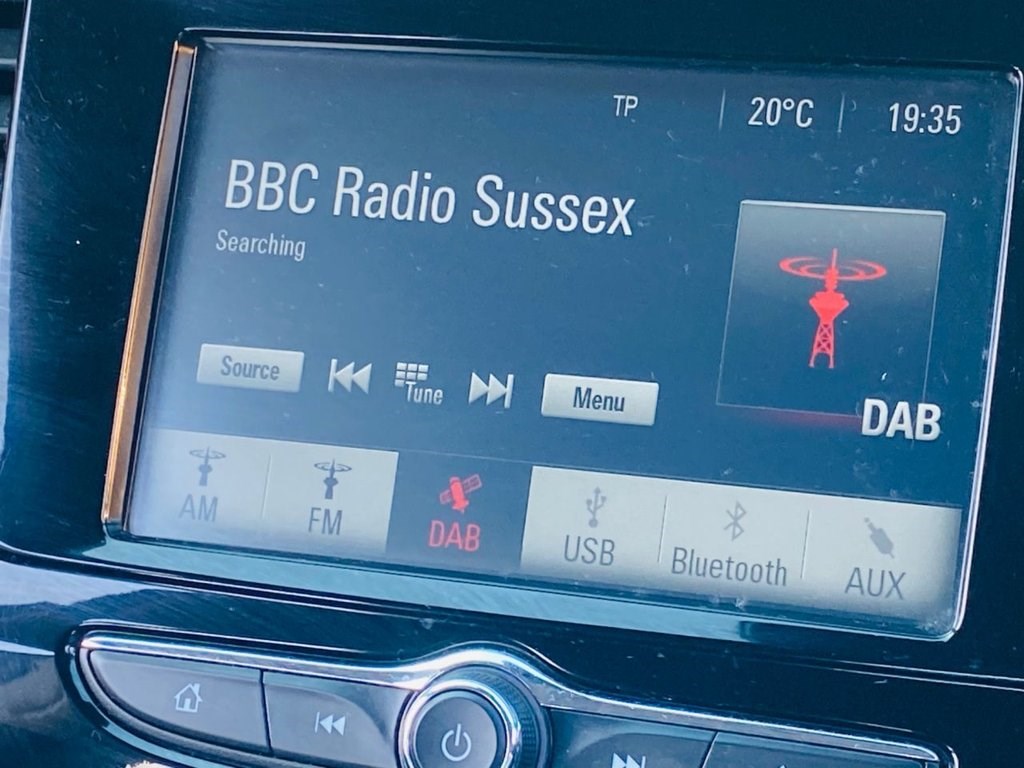 TP 20°C 19:35
BBC Radio Sussex
Searching
Source Tune Menu
DAB
AM FM DAB USB Bluetooth AUX